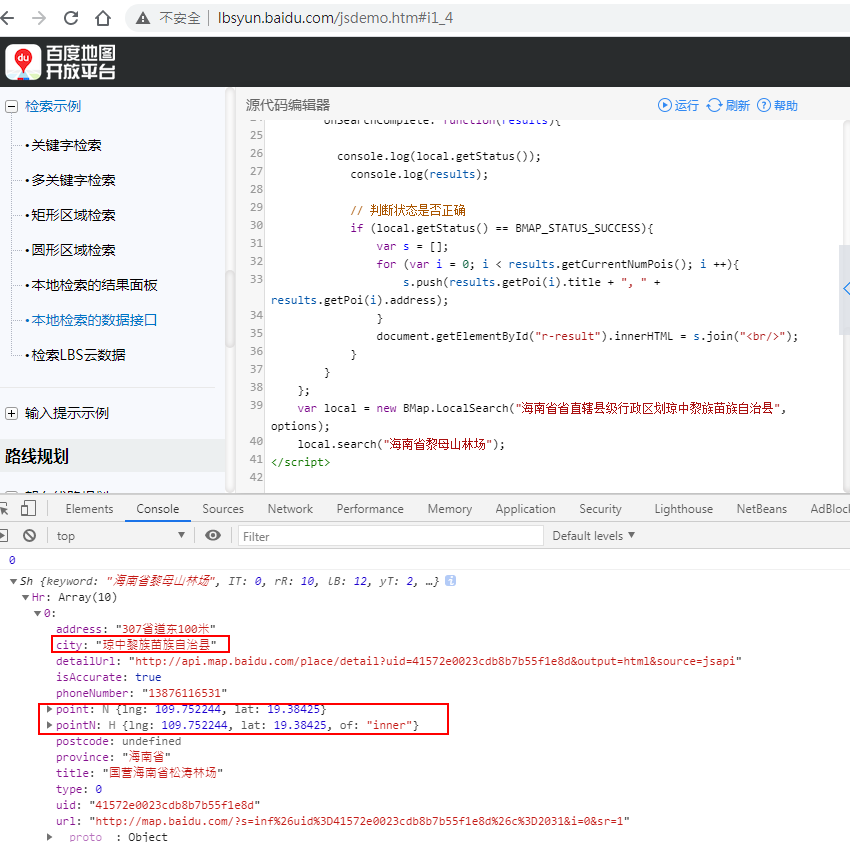 不安全 lbsyun.baidu.com/jsdemo.htm#i1_4
du 百度地图
开放平台
检索示例
•关键字检索
•多关键字检索
•矩形区域检索
•圆形区域检索
•本地检索的结果面板
•本地检索的数据接口
•检索LBS云数据
输入提示示例
路线规划
源代码编辑器 运行 刷新 帮助
onSearchComplete: function(results){
25
26 console.log(local.getStatus());
27 console.log(results);
28
29 // 判断状态是否正确
30 if (local.getStatus() == BMAP_STATUS_SUCCESS){
31 var s = [];
32 for (var i = 0; i < results.getCurrentNumPois(); i ++){
33 s.push(results.getPoi(i).title + ", " +
results.getPoi(i).address);
34 }
35 document.getElementById("r-result").innerHTML = s.join("<br/>");
36 }
37 }
38 };
39 var local = new BMap.LocalSearch("海南省省直辖县级行政区划琼中黎族苗族自治县",
options);
40 local.search("海南省黎母山林场");
41 </script>
42
Elements Console Sources Network Performance Memory Application Security Lighthouse NetBeans AdBloc
top Filter Default levels
0
Sh {keyword: "海南省黎母山林场", IT: 0, rR: 10, lB: 12, yT: 2, …}
Hr: Array(10)
0:
address: "307省道东100米"
city: "琼中黎族苗族自治县"
detailUrl: "http://api.map.baidu.com/place/detail?uid=41572e0023cdb8b7b55f1e8d&output=html&source=jsapi"
isAccurate: true
phoneNumber: "13876116531"
point: N {lng: 109.752244, lat: 19.38425}
pointN: H {lng: 109.752244, lat: 19.38425, of: "inner"}
postcode: undefined
province: "海南省"
title: "国营海南省松涛林场"
type: 0
uid: "41572e0023cdb8b7b55f1e8d"
url: "http://map.baidu.com/?s=inf%26uid%3D41572e0023cdb8b7b55f1e8d%26c%3D2031&i=0&sr=1"
proto : Object